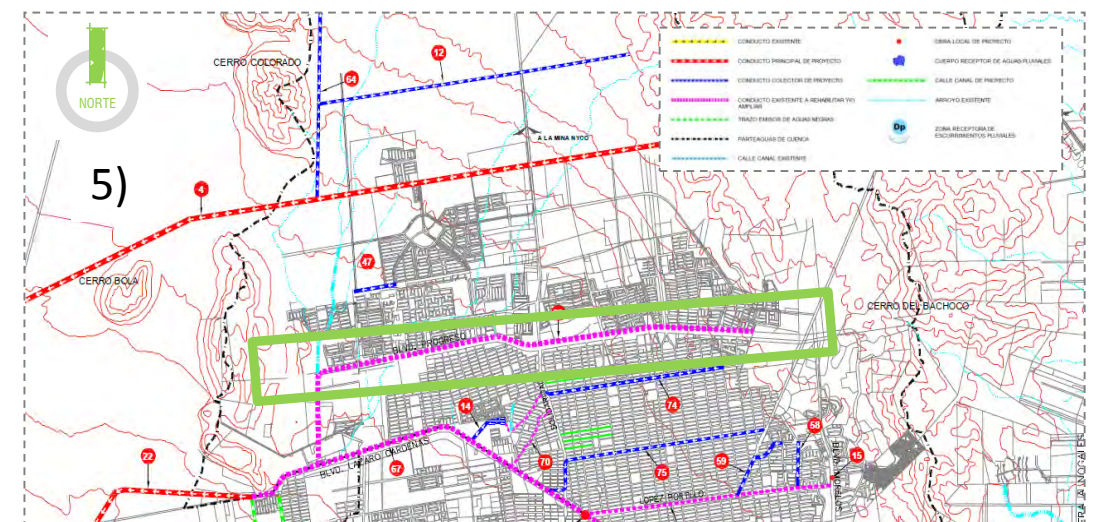 NORTE
5)
CONDUCTO EXISTENTE
CONDUCTO PRINCIPAL DE PROYECTO
CONDUCTO COLECTOR DE PROYECTO
CONDUCTO EXISTENTE A REHABILITAR Y/O
AMPLIAR
TRAZO EMISOR DE AGUAS NEGRAS
PARTEAGUAS DE CUENCA
CALLE CANAL EXISTENTE
OBRA LOCAL DE PROYECTO
CUERPO RECEPTOR DE AGUAS PLUVIALES
CALLE CANAL DE PROYECTO
ARROYO EXISTENTE
Dp
ZONA RECEPTORA DE
ESCURRIMIENTOS PLUVIALES
CERRO COLORADO
64
12
A LA MINA NYCO
4
47
CERRO BOLA
CERRO DEL BACHOCO
BLVD. PROGRESO
14
74
58
15
BLVD. LAZARO CARDENAS
67
70
75
59
LOPEZ PORTILLO
BLVD. MORELOS
22